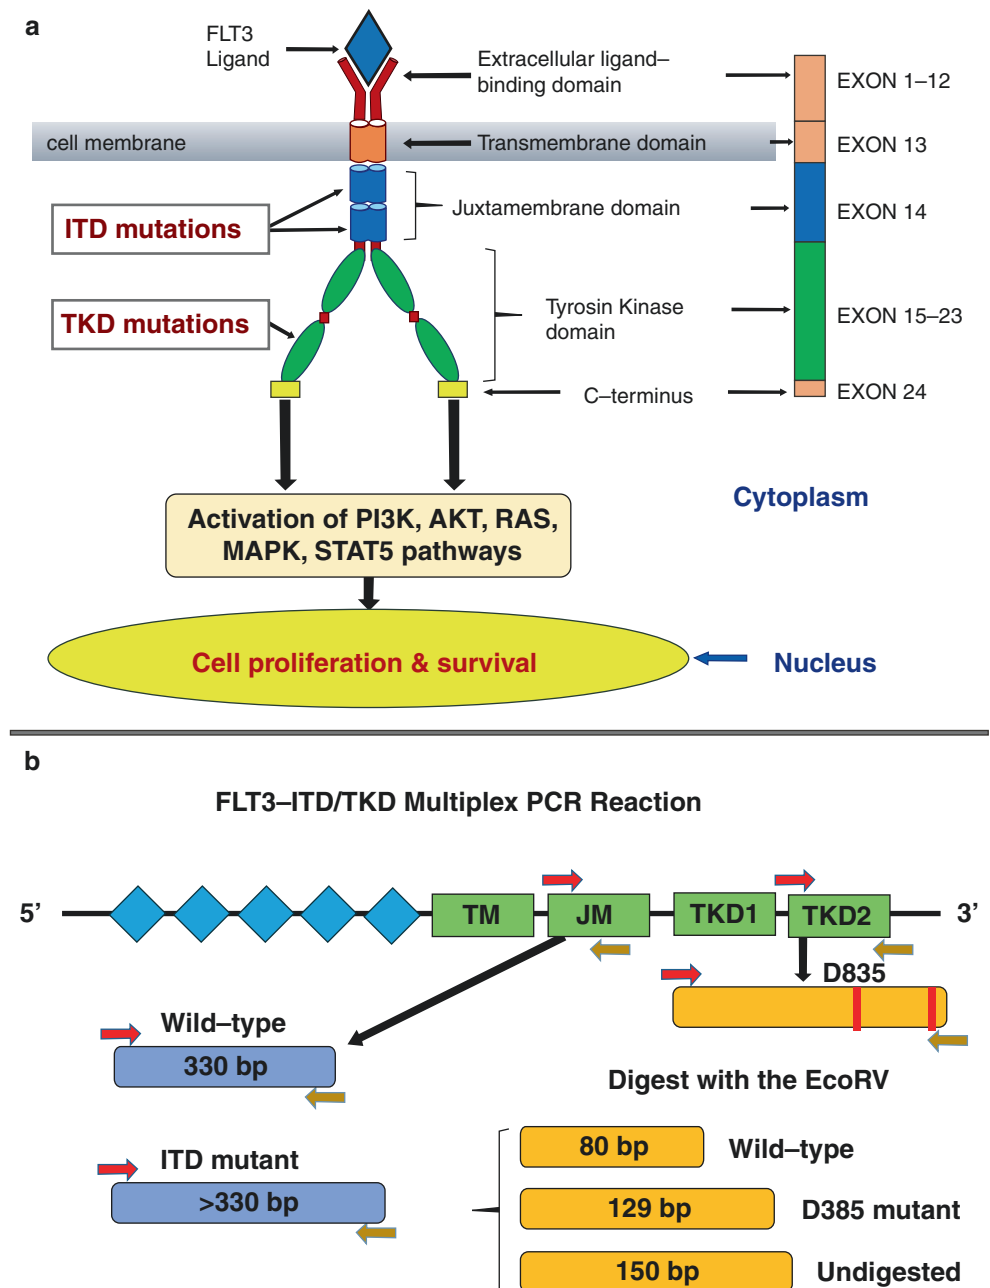 a
FLT3
Ligand
Extracellular ligand–
binding domain
EXON 1–12
cell membrane
Transmembrane domain
EXON 13
ITD mutations
Juxtamembrane domain
EXON 14
TKD mutations
Tyrosin Kinase
domain
EXON 15–23
C–terminus
EXON 24
Cytoplasm
Activation of PI3K, AKT, RAS,
MAPK, STAT5 pathways
Cell proliferation & survival
Nucleus
b
FLT3–ITD/TKD Multiplex PCR Reaction
5’
TM
JM
TKD1
TKD2
3’
D835
Wild–type
330 bp
Digest with the EcoRV
ITD mutant
>330 bp
80 bp
Wild–type
129 bp
D385 mutant
150 bp
Undigested